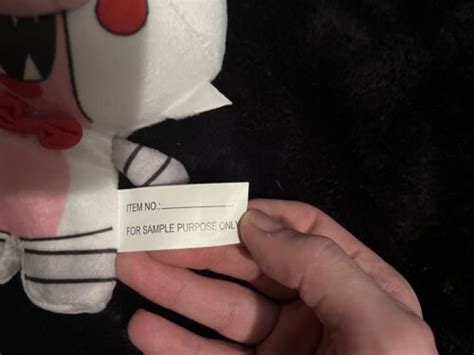 ITEM NO.:
FOR SAMPLE PURPOSE ONLY